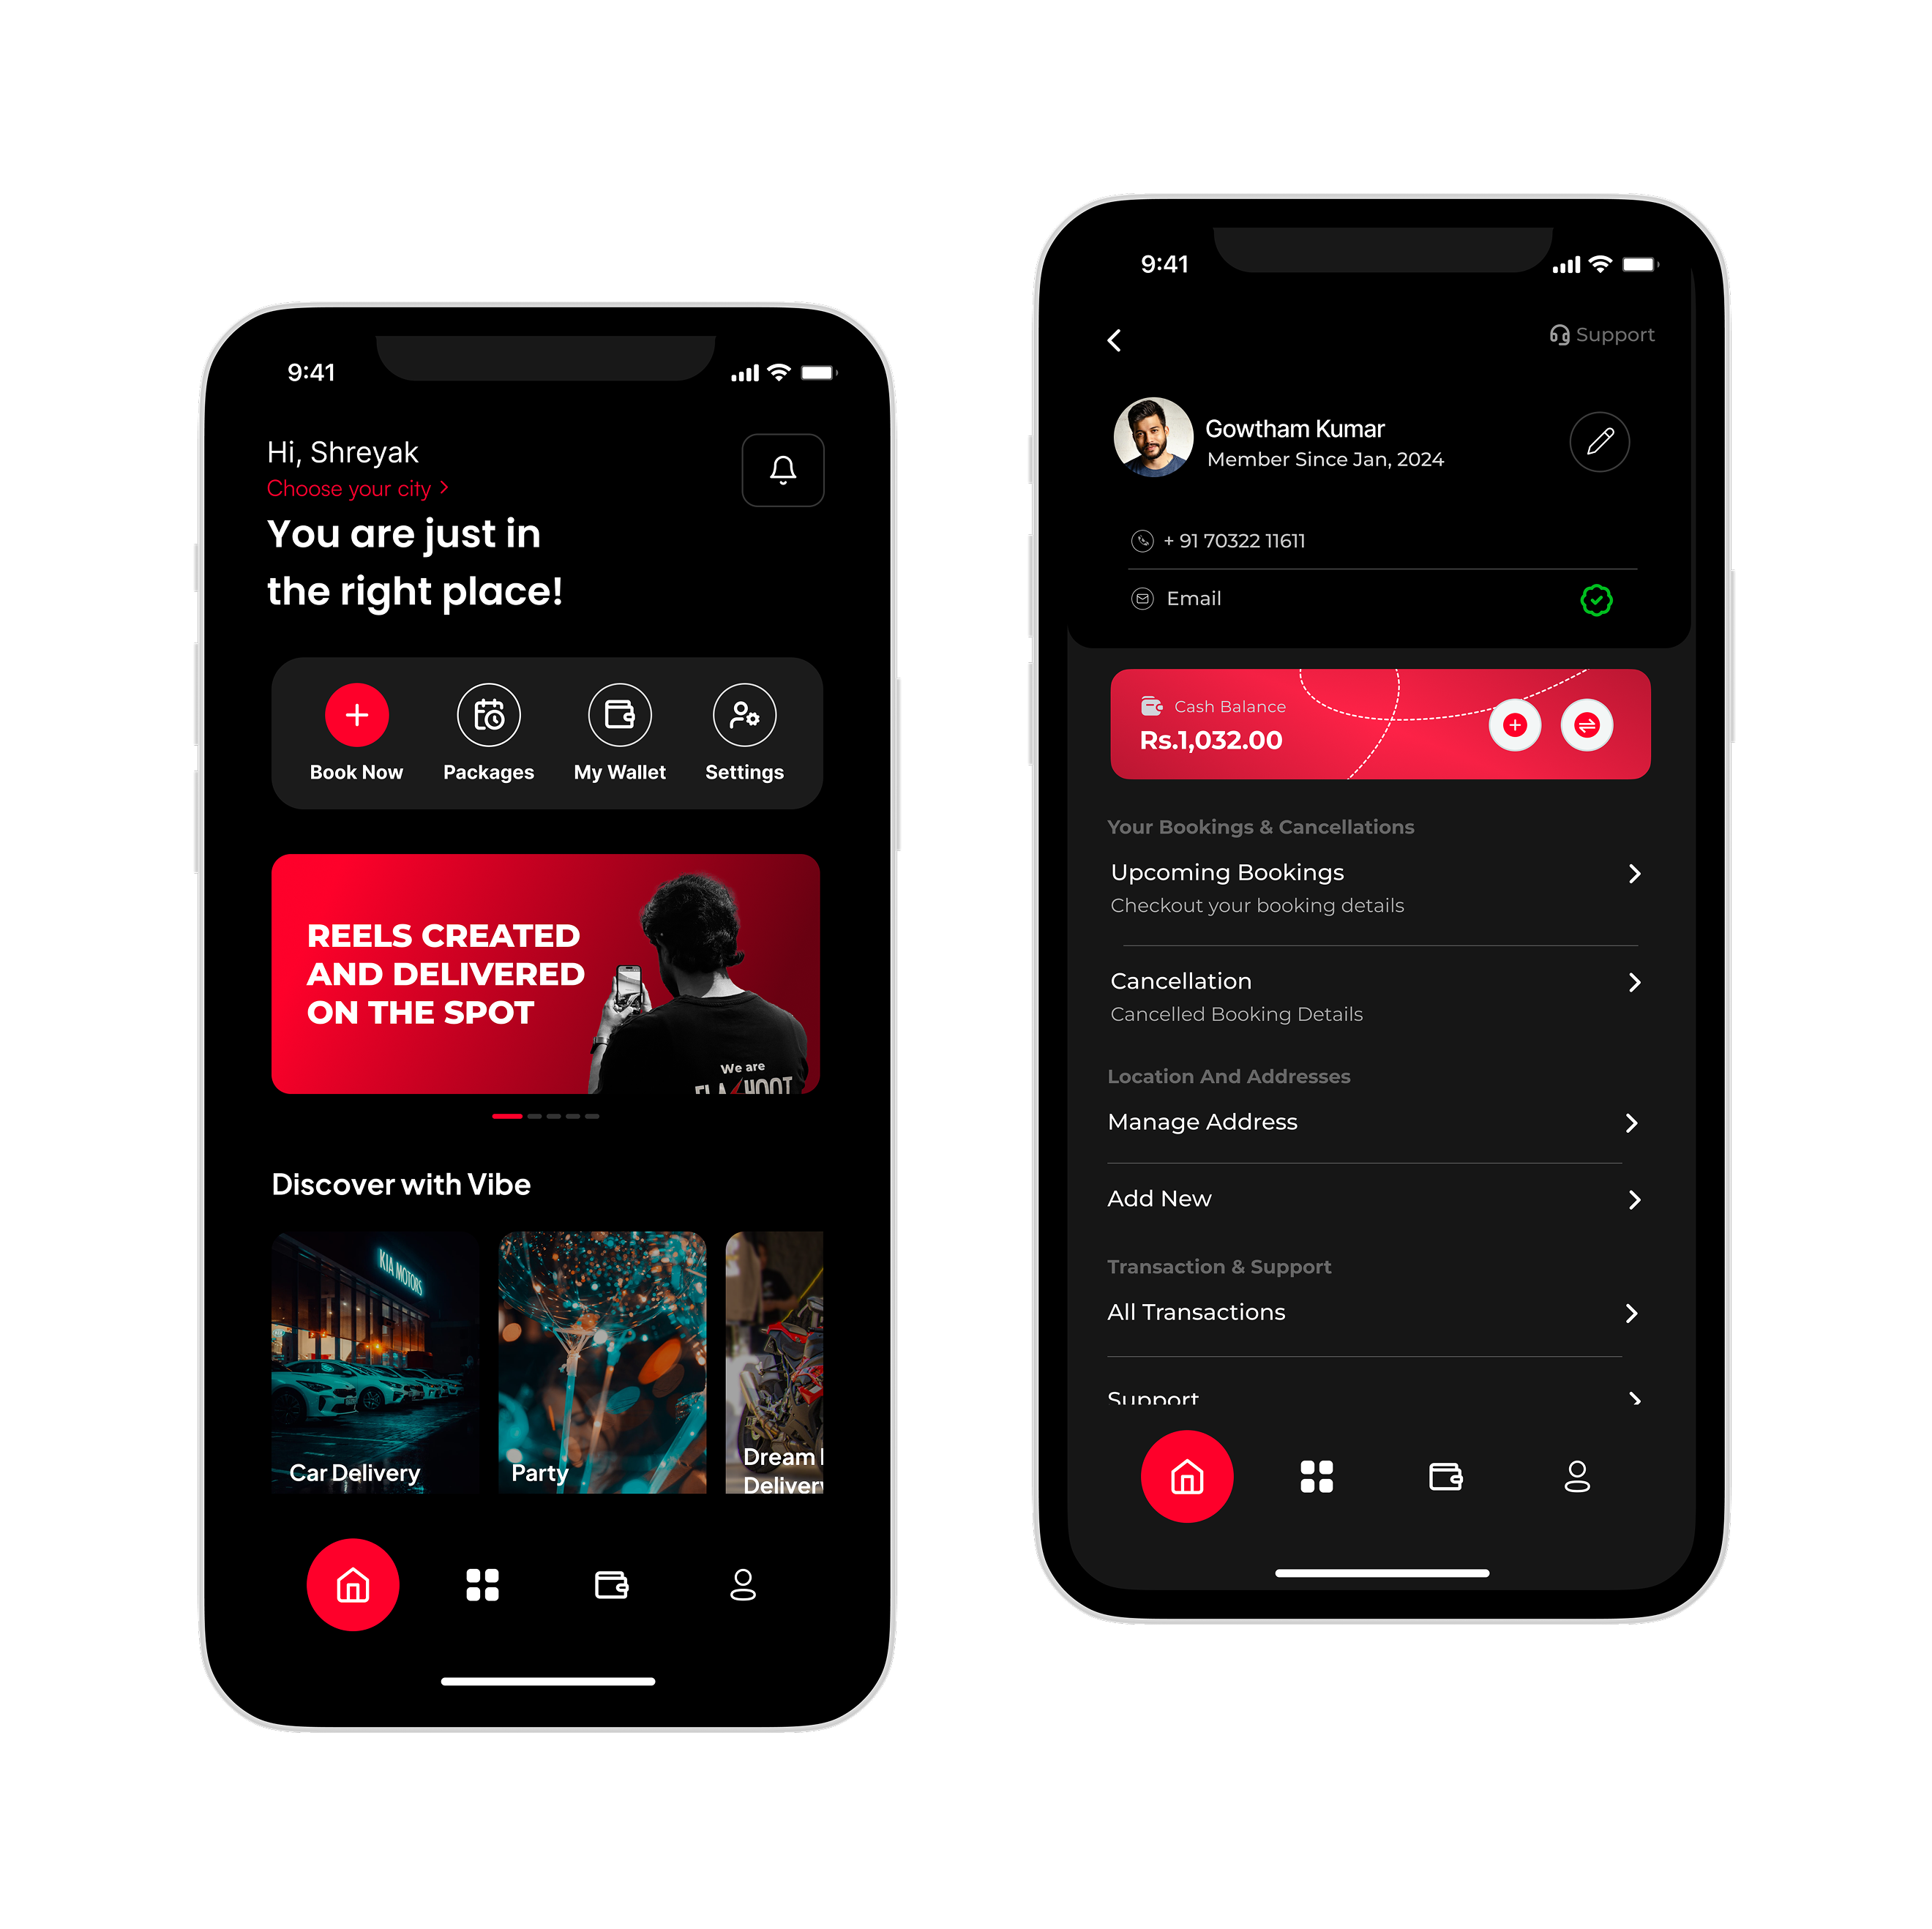 9:41
Hi, Shreyak
Choose your city
You are just in
the right place!
Book Now
Packages
My Wallet
Settings
REELS CREATED
AND DELIVERED
ON THE SPOT
We are
Discover with Vibe
KIA MOTORS
Car Delivery
Party
Dream
Delivery
9:41
Support
Gowtham Kumar
Member Since Jan, 2024
+ 91 70322 11611
Email
Cash Balance
Rs.1,032.00
Your Bookings & Cancellations
Upcoming Bookings
Checkout your booking details
Cancellation
Cancelled Booking Details
Location And Addresses
Manage Address
Add New
Transaction & Support
All Transactions
Support